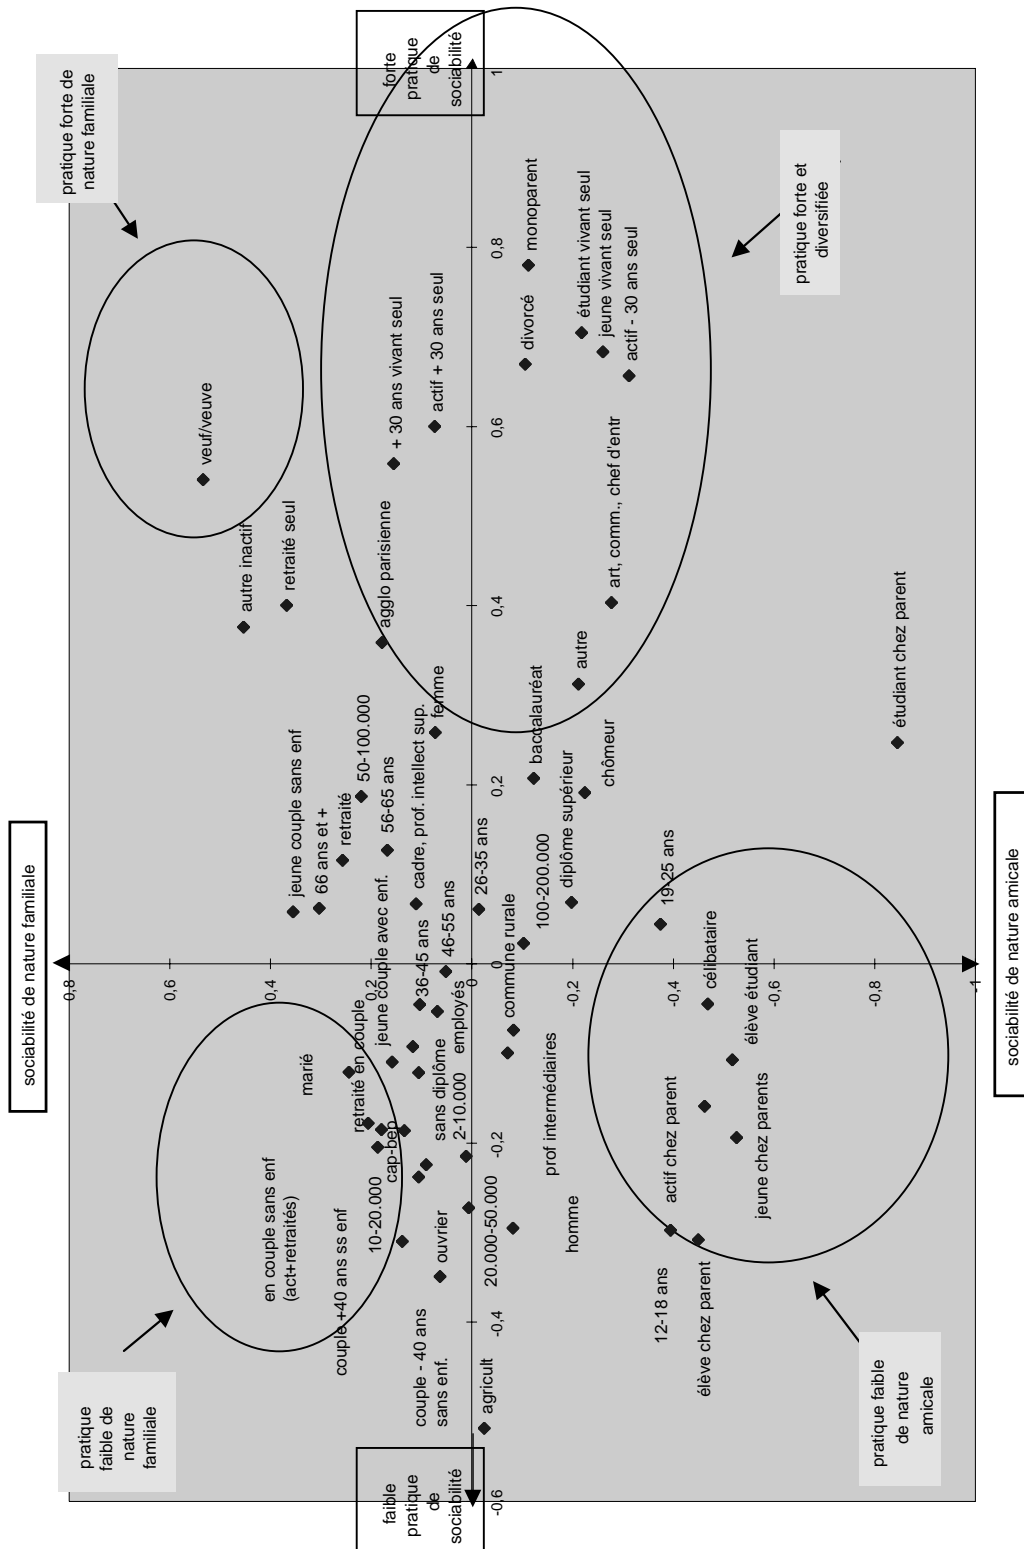 sociabilité de nature familiale
pratique forte de
nature familiale
pratique
faible de
nature
familiale
forte
pratique
de
sociabilité
faible
pratique
de
sociabilité
pratique forte et
diversifiée
pratique faible
de nature
amicale
sociabilité de nature amicale
0,8
0,6
0,4
0,2
0
-0,2
-0,4
-0,6
-0,8
-1
-0,6
-0,4
-0,2
0,2
0,4
0,6
0,8
1
veuf/veuve
autre inactif
retraité seul
agglo parisienne
+ 30 ans vivant seul
actif + 30 ans seul
monoparent
divorcé
étudiant vivant seul
jeune vivant seul
actif - 30 ans seul
art, comm., chef d'entr
autre
baccalauréat
chômeur
diplôme supérieur
étudiant chez parent
femme
jeune couple sans enf
66 ans et +
retraité
50-100.000
56-65 ans
cadre, prof. intellect sup.
26-35 ans
100-200.000
commune rurale
46-55 ans
36-45 ans
jeune couple avec enf.
employés
retraité en couple
marié
sans diplôme
2-10.000
cap-bep
10-20.000
en couple sans enf
(act+retraités)
couple +40 ans ss enf
couple - 40 ans
sans enf.
ouvrier
20.000-50.000
agricult
prof intermédiaires
homme
19-25 ans
célibataire
élève étudiant
actif chez parent
jeune chez parents
12-18 ans
élève chez parent